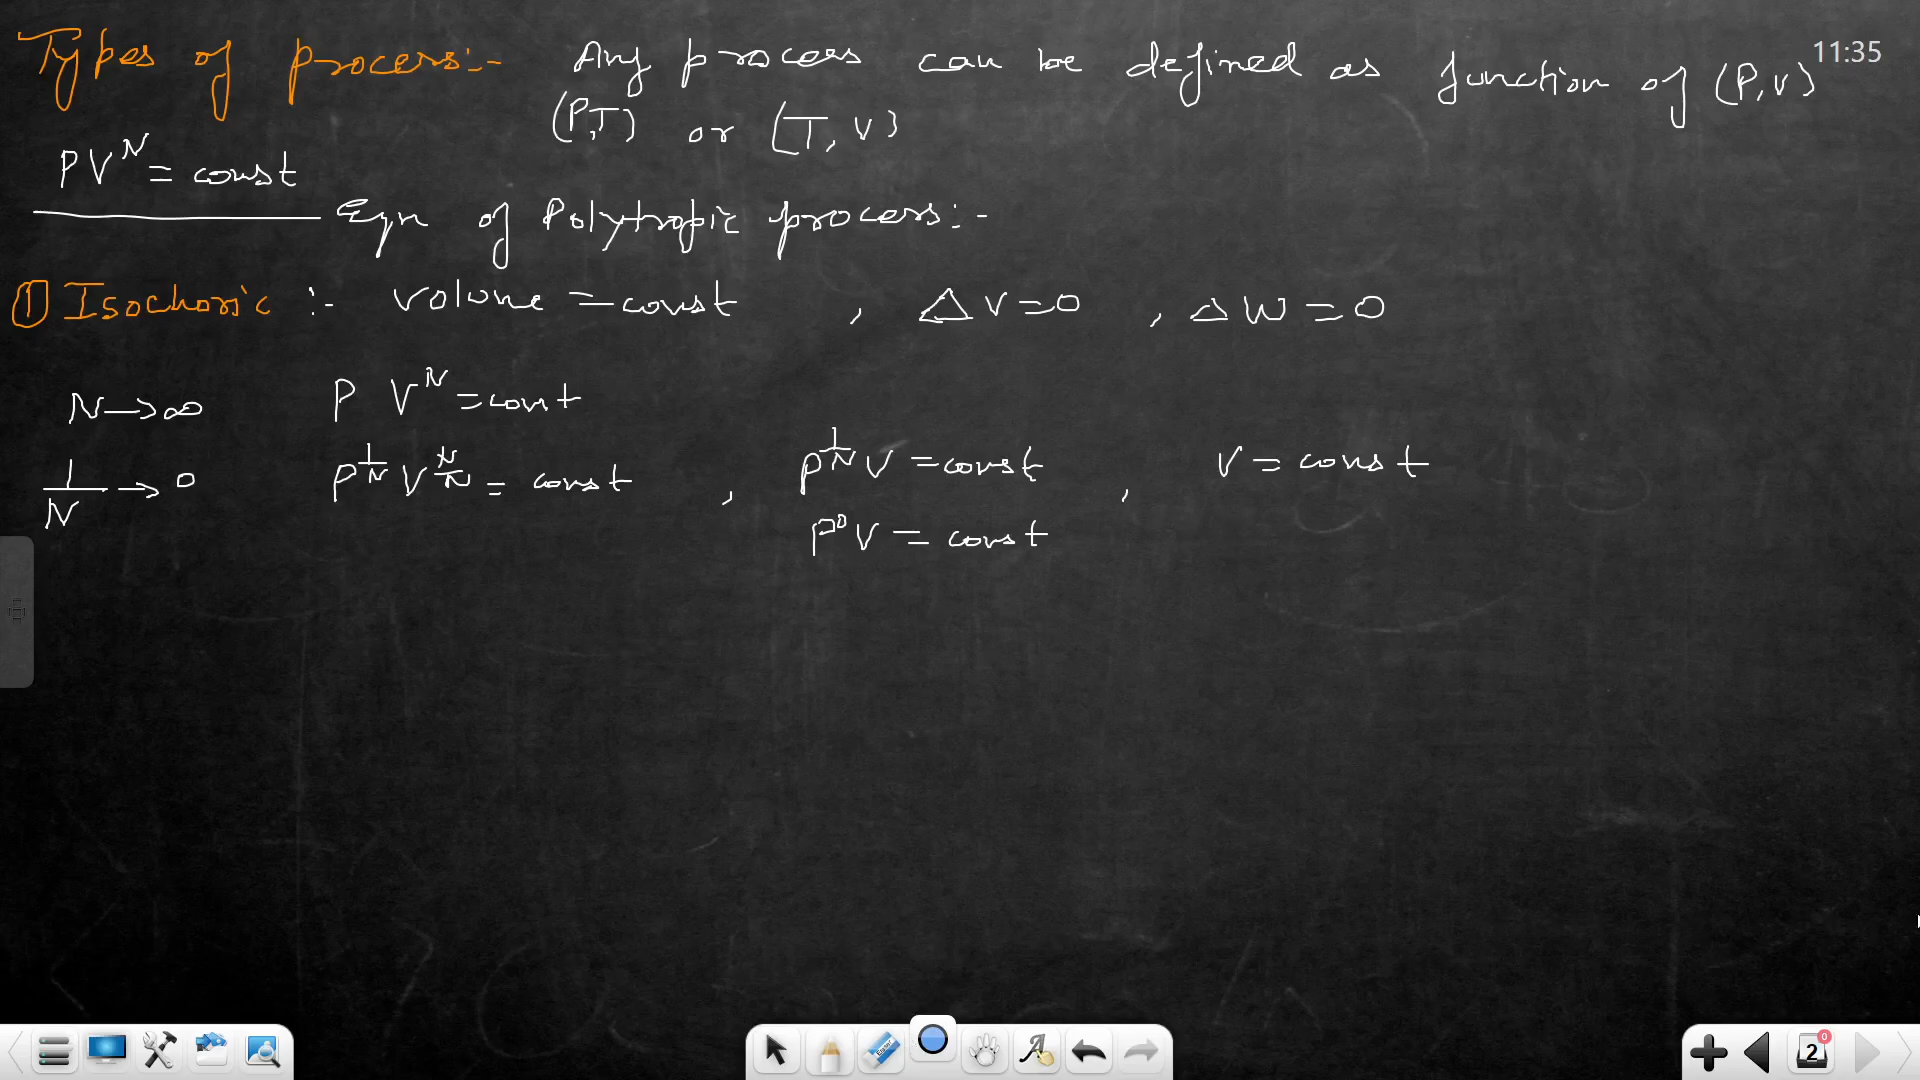 Types of process:- Any process can be defined as function of (P,V)
11:35
(P,T) or (T,V)
PV^N = const
Eqn of Polytropic process:-
① Isochoric :- Volume = const , ΔV=0 , ΔW=0
N→∞ P V^N = const
1/N → 0 P^(1/N) V^(N/N) = const , P^(1/N) V = const , V = const
P^0 V = const
Eraser
A
2
0